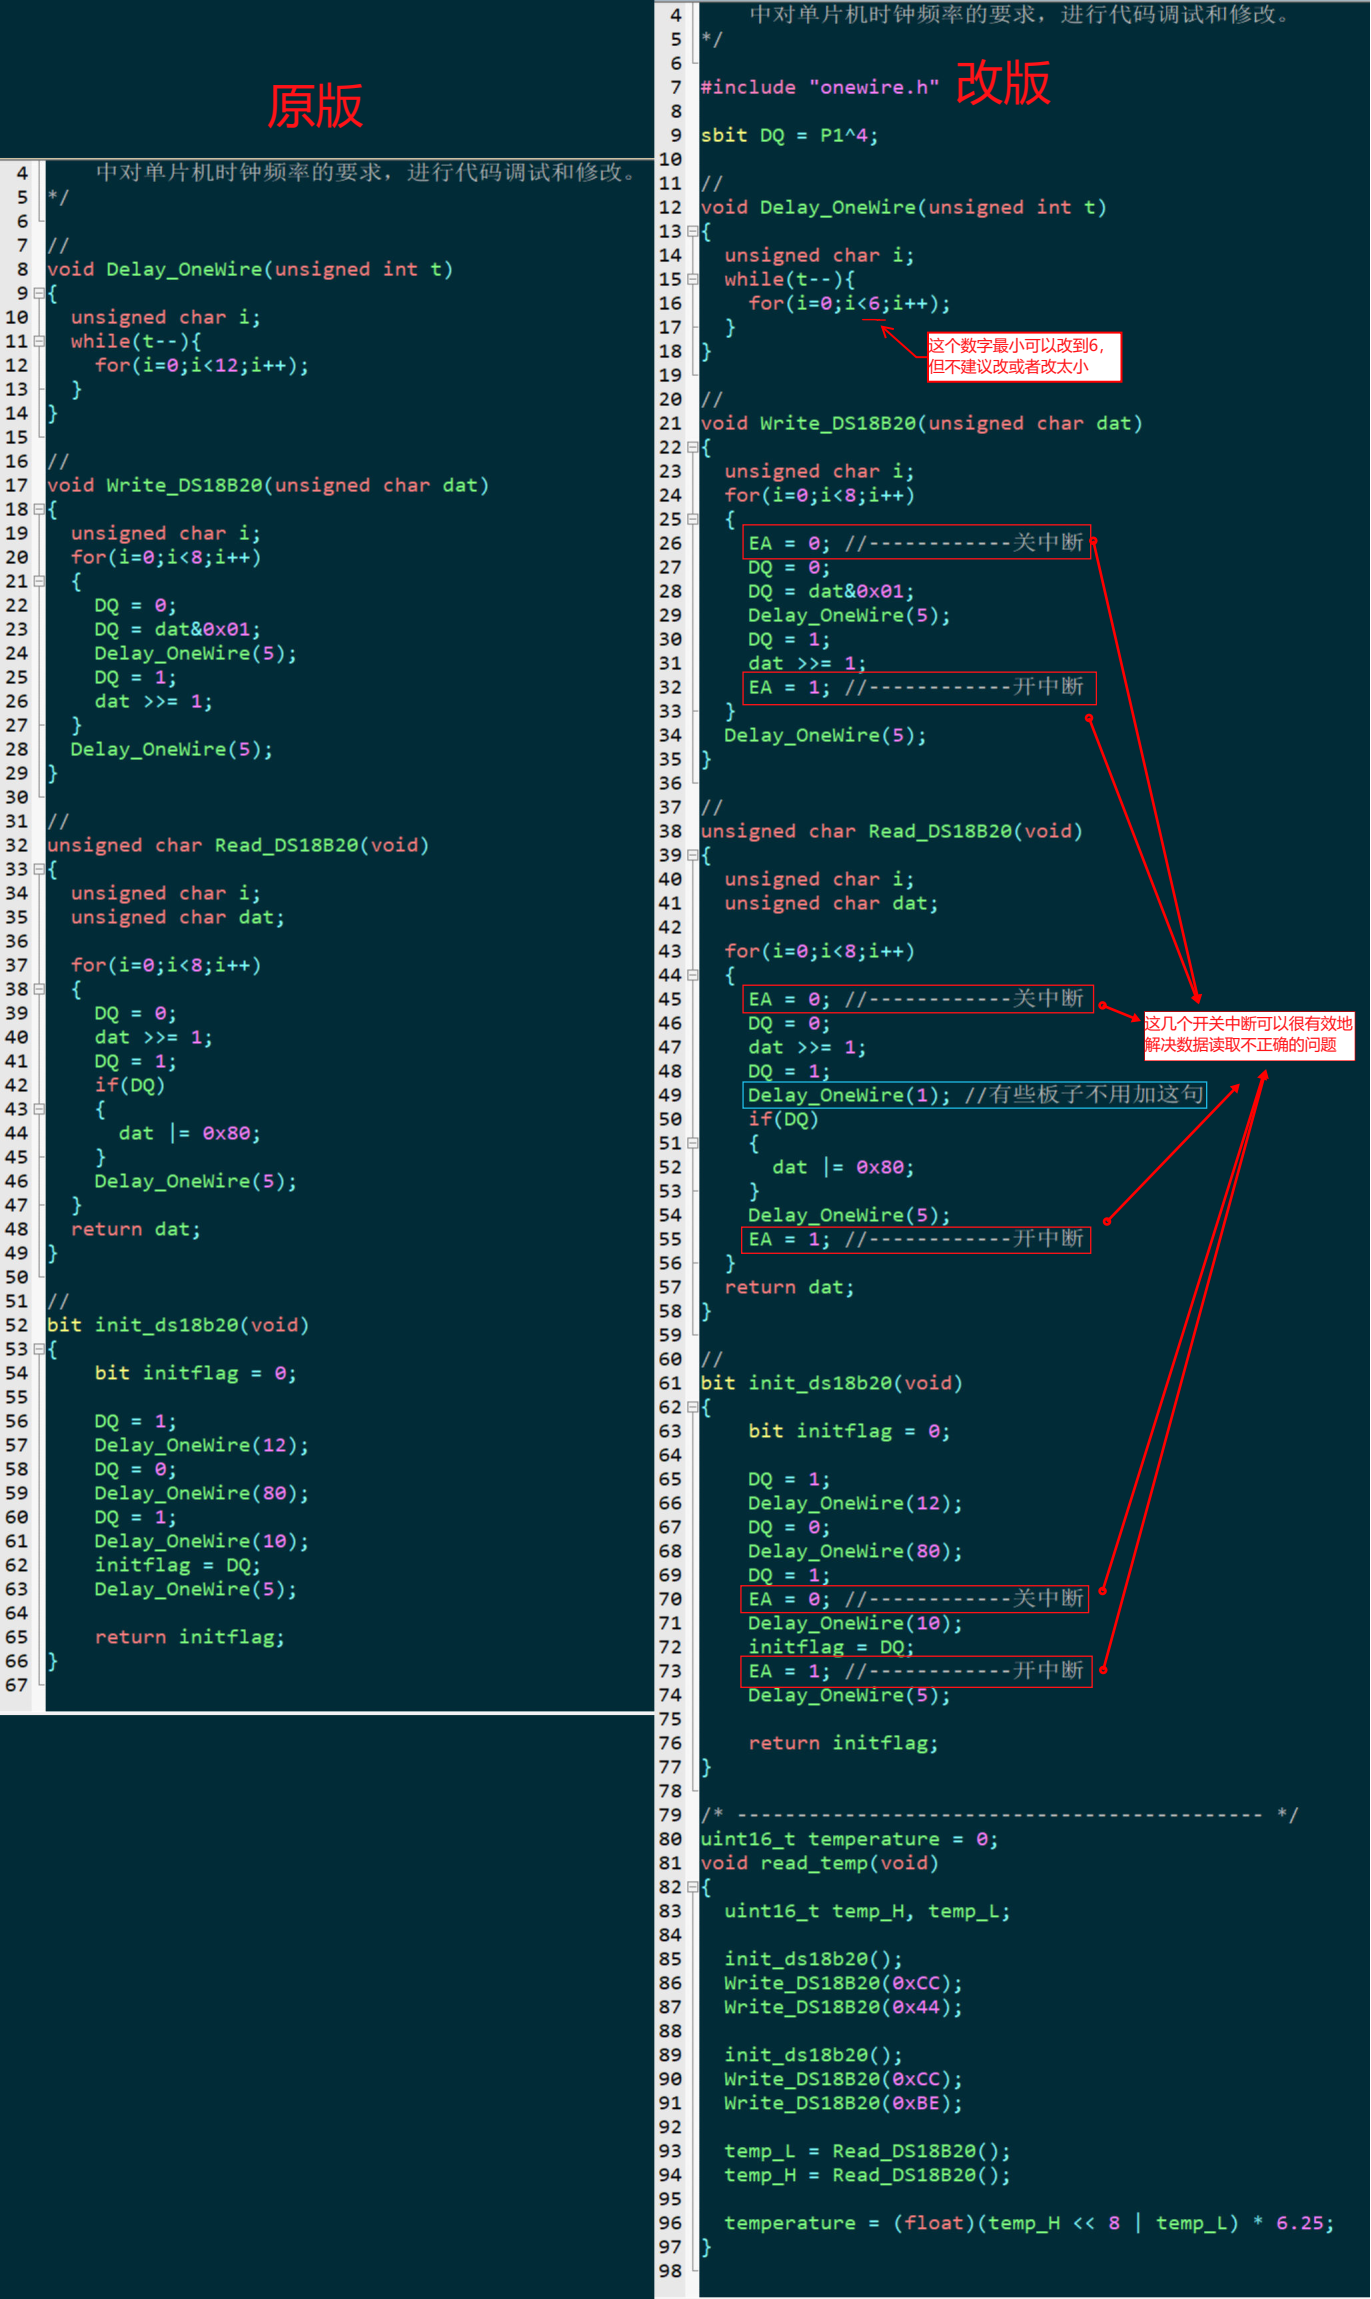 原版
4 中对单片机时钟频率的要求，进行代码调试和修改。
5 */
6
7 //
8 void Delay_OneWire(unsigned int t)
9 {
10 unsigned char i;
11 while(t--){
12 for(i=0;i<12;i++);
13 }
14 }
15
16 //
17 void Write_DS18B20(unsigned char dat)
18 {
19 unsigned char i;
20 for(i=0;i<8;i++)
21 {
22 DQ = 0;
23 DQ = dat&0x01;
24 Delay_OneWire(5);
25 DQ = 1;
26 dat >>= 1;
27 }
28 Delay_OneWire(5);
29 }
30
31 //
32 unsigned char Read_DS18B20(void)
33 {
34 unsigned char i;
35 unsigned char dat;
36
37 for(i=0;i<8;i++)
38 {
39 DQ = 0;
40 dat >>= 1;
41 DQ = 1;
42 if(DQ)
43 {
44 dat |= 0x80;
45 }
46 Delay_OneWire(5);
47 }
48 return dat;
49 }
50
51 //
52 bit init_ds18b20(void)
53 {
54 bit initflag = 0;
55
56 DQ = 1;
57 Delay_OneWire(12);
58 DQ = 0;
59 Delay_OneWire(80);
60 DQ = 1;
61 Delay_OneWire(10);
62 initflag = DQ;
63 Delay_OneWire(5);
64
65 return initflag;
66 }
67
4 中对单片机时钟频率的要求，进行代码调试和修改。
5 */
6
7 #include "onewire.h"
改版
8
9 sbit DQ = P1^4;
10
11 //
12 void Delay_OneWire(unsigned int t)
13 {
14 unsigned char i;
15 while(t--){
16 for(i=0;i<6;i++);
17 }
18 }
这个数字最小可以改到6，
但不建议改或者改太小
19
20 //
21 void Write_DS18B20(unsigned char dat)
22 {
23 unsigned char i;
24 for(i=0;i<8;i++)
25 {
26 EA = 0; //------------关中断
27 DQ = 0;
28 DQ = dat&0x01;
29 Delay_OneWire(5);
30 DQ = 1;
31 dat >>= 1;
32 EA = 1; //------------开中断
33 }
34 Delay_OneWire(5);
35 }
36
37 //
38 unsigned char Read_DS18B20(void)
39 {
40 unsigned char i;
41 unsigned char dat;
42
43 for(i=0;i<8;i++)
44 {
45 EA = 0; //------------关中断
46 DQ = 0;
47 dat >>= 1;
48 DQ = 1;
这几个开关中断可以很有效地
解决数据读取不正确的问题
49 Delay_OneWire(1); //有些板子不用加这句
50 if(DQ)
51 {
52 dat |= 0x80;
53 }
54 Delay_OneWire(5);
55 EA = 1; //------------开中断
56 }
57 return dat;
58 }
59
60 //
61 bit init_ds18b20(void)
62 {
63 bit initflag = 0;
64
65 DQ = 1;
66 Delay_OneWire(12);
67 DQ = 0;
68 Delay_OneWire(80);
69 DQ = 1;
70 EA = 0; //------------关中断
71 Delay_OneWire(10);
72 initflag = DQ;
73 EA = 1; //------------开中断
74 Delay_OneWire(5);
75
76 return initflag;
77 }
78
79 /* -------------------------------------------- */
80 uint16_t temperature = 0;
81 void read_temp(void)
82 {
83 uint16_t temp_H, temp_L;
84
85 init_ds18b20();
86 Write_DS18B20(0xCC);
87 Write_DS18B20(0x44);
88
89 init_ds18b20();
90 Write_DS18B20(0xCC);
91 Write_DS18B20(0xBE);
92
93 temp_L = Read_DS18B20();
94 temp_H = Read_DS18B20();
95
96 temperature = (float)(temp_H << 8 | temp_L) * 6.25;
97 }
98